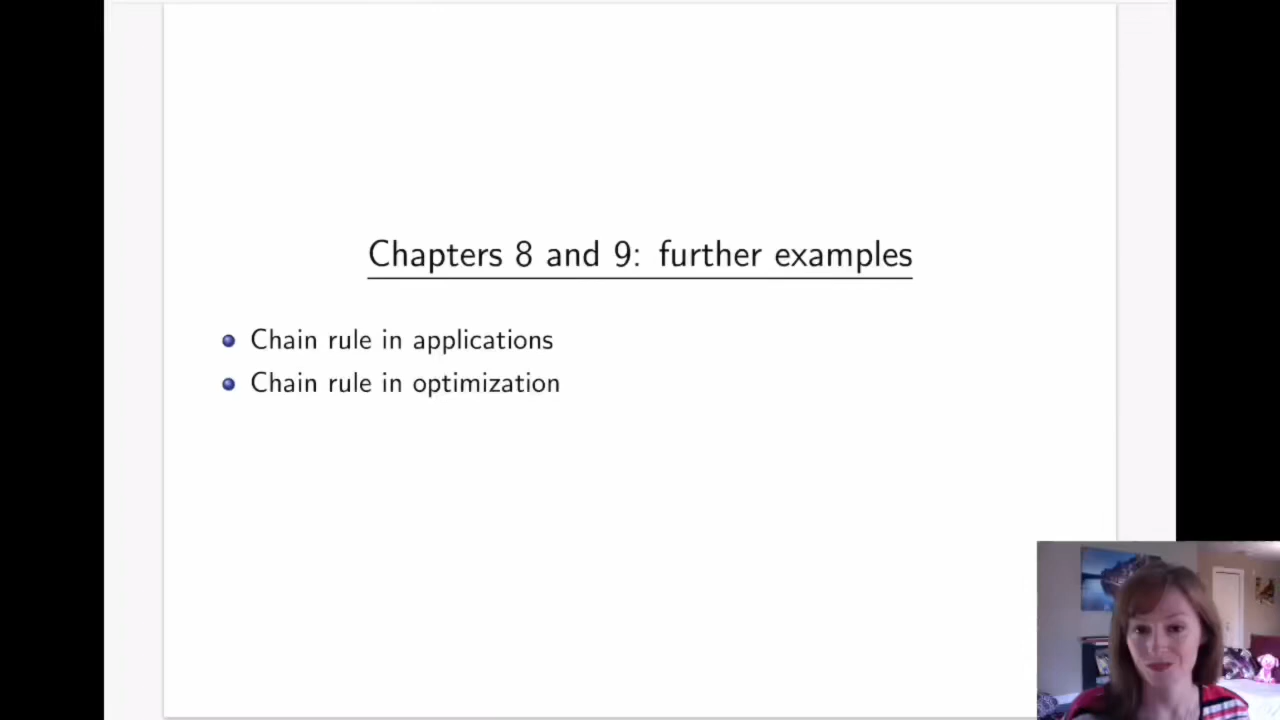 Chapters 8 and 9: further examples
Chain rule in applications
Chain rule in optimization